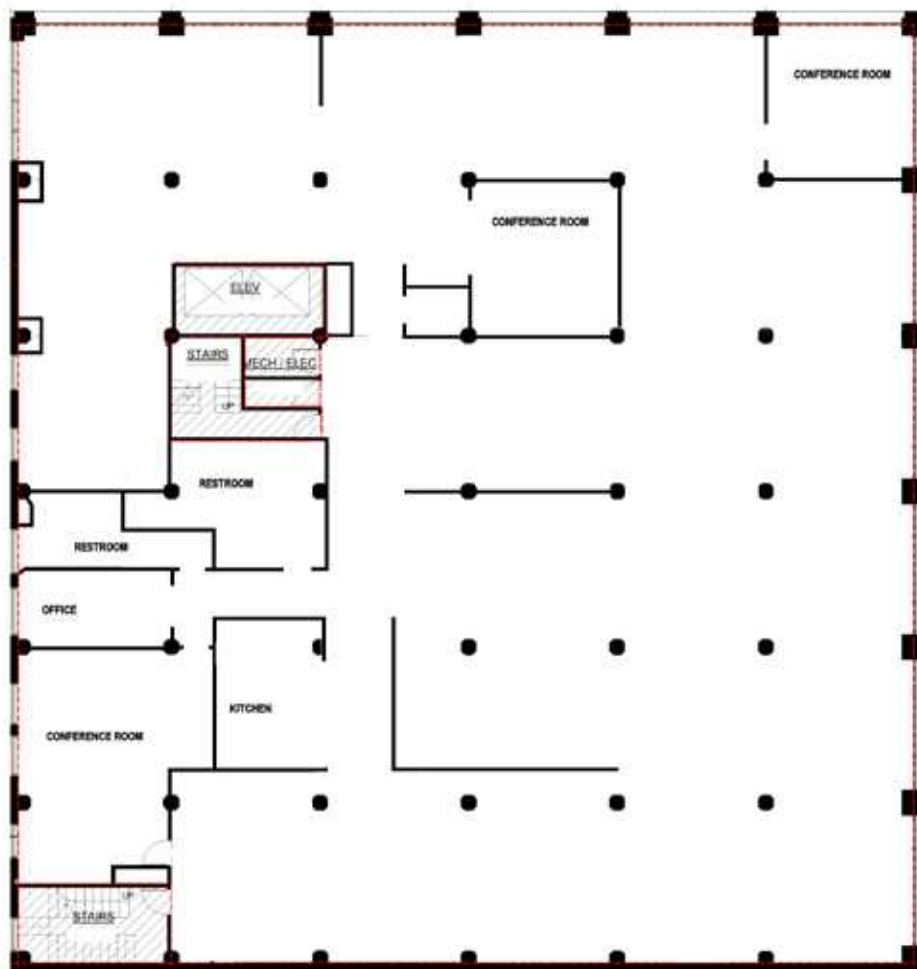 CONFERENCE ROOM
CONFERENCE ROOM
ELEV
STAIRS
MECH / ELEC
UP
RESTROOM
RESTROOM
OFFICE
KITCHEN
CONFERENCE ROOM
UP
STAIRS